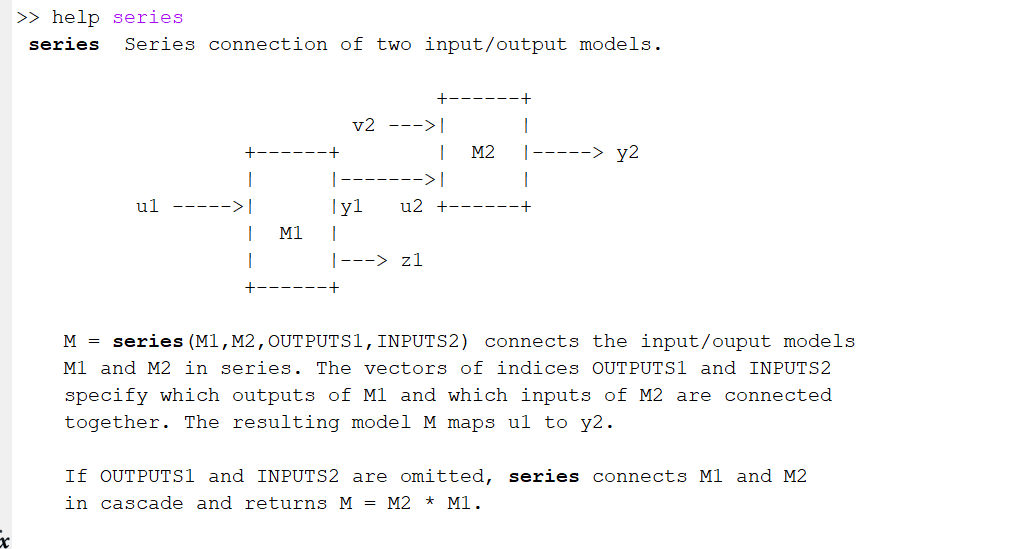 >> help series
series  Series connection of two input/output models.
+------+
v2 --->|      |
+------+        |  M2  |-----> y2
|      |------->|      |
u1 ----->|      |y1   u2 +------+
|  M1  |
|      |---> z1
+------+
M = series(M1,M2,OUTPUTS1,INPUTS2) connects the input/ouput models
M1 and M2 in series. The vectors of indices OUTPUTS1 and INPUTS2
specify which outputs of M1 and which inputs of M2 are connected
together. The resulting model M maps u1 to y2.
If OUTPUTS1 and INPUTS2 are omitted, series connects M1 and M2
in cascade and returns M = M2 * M1.